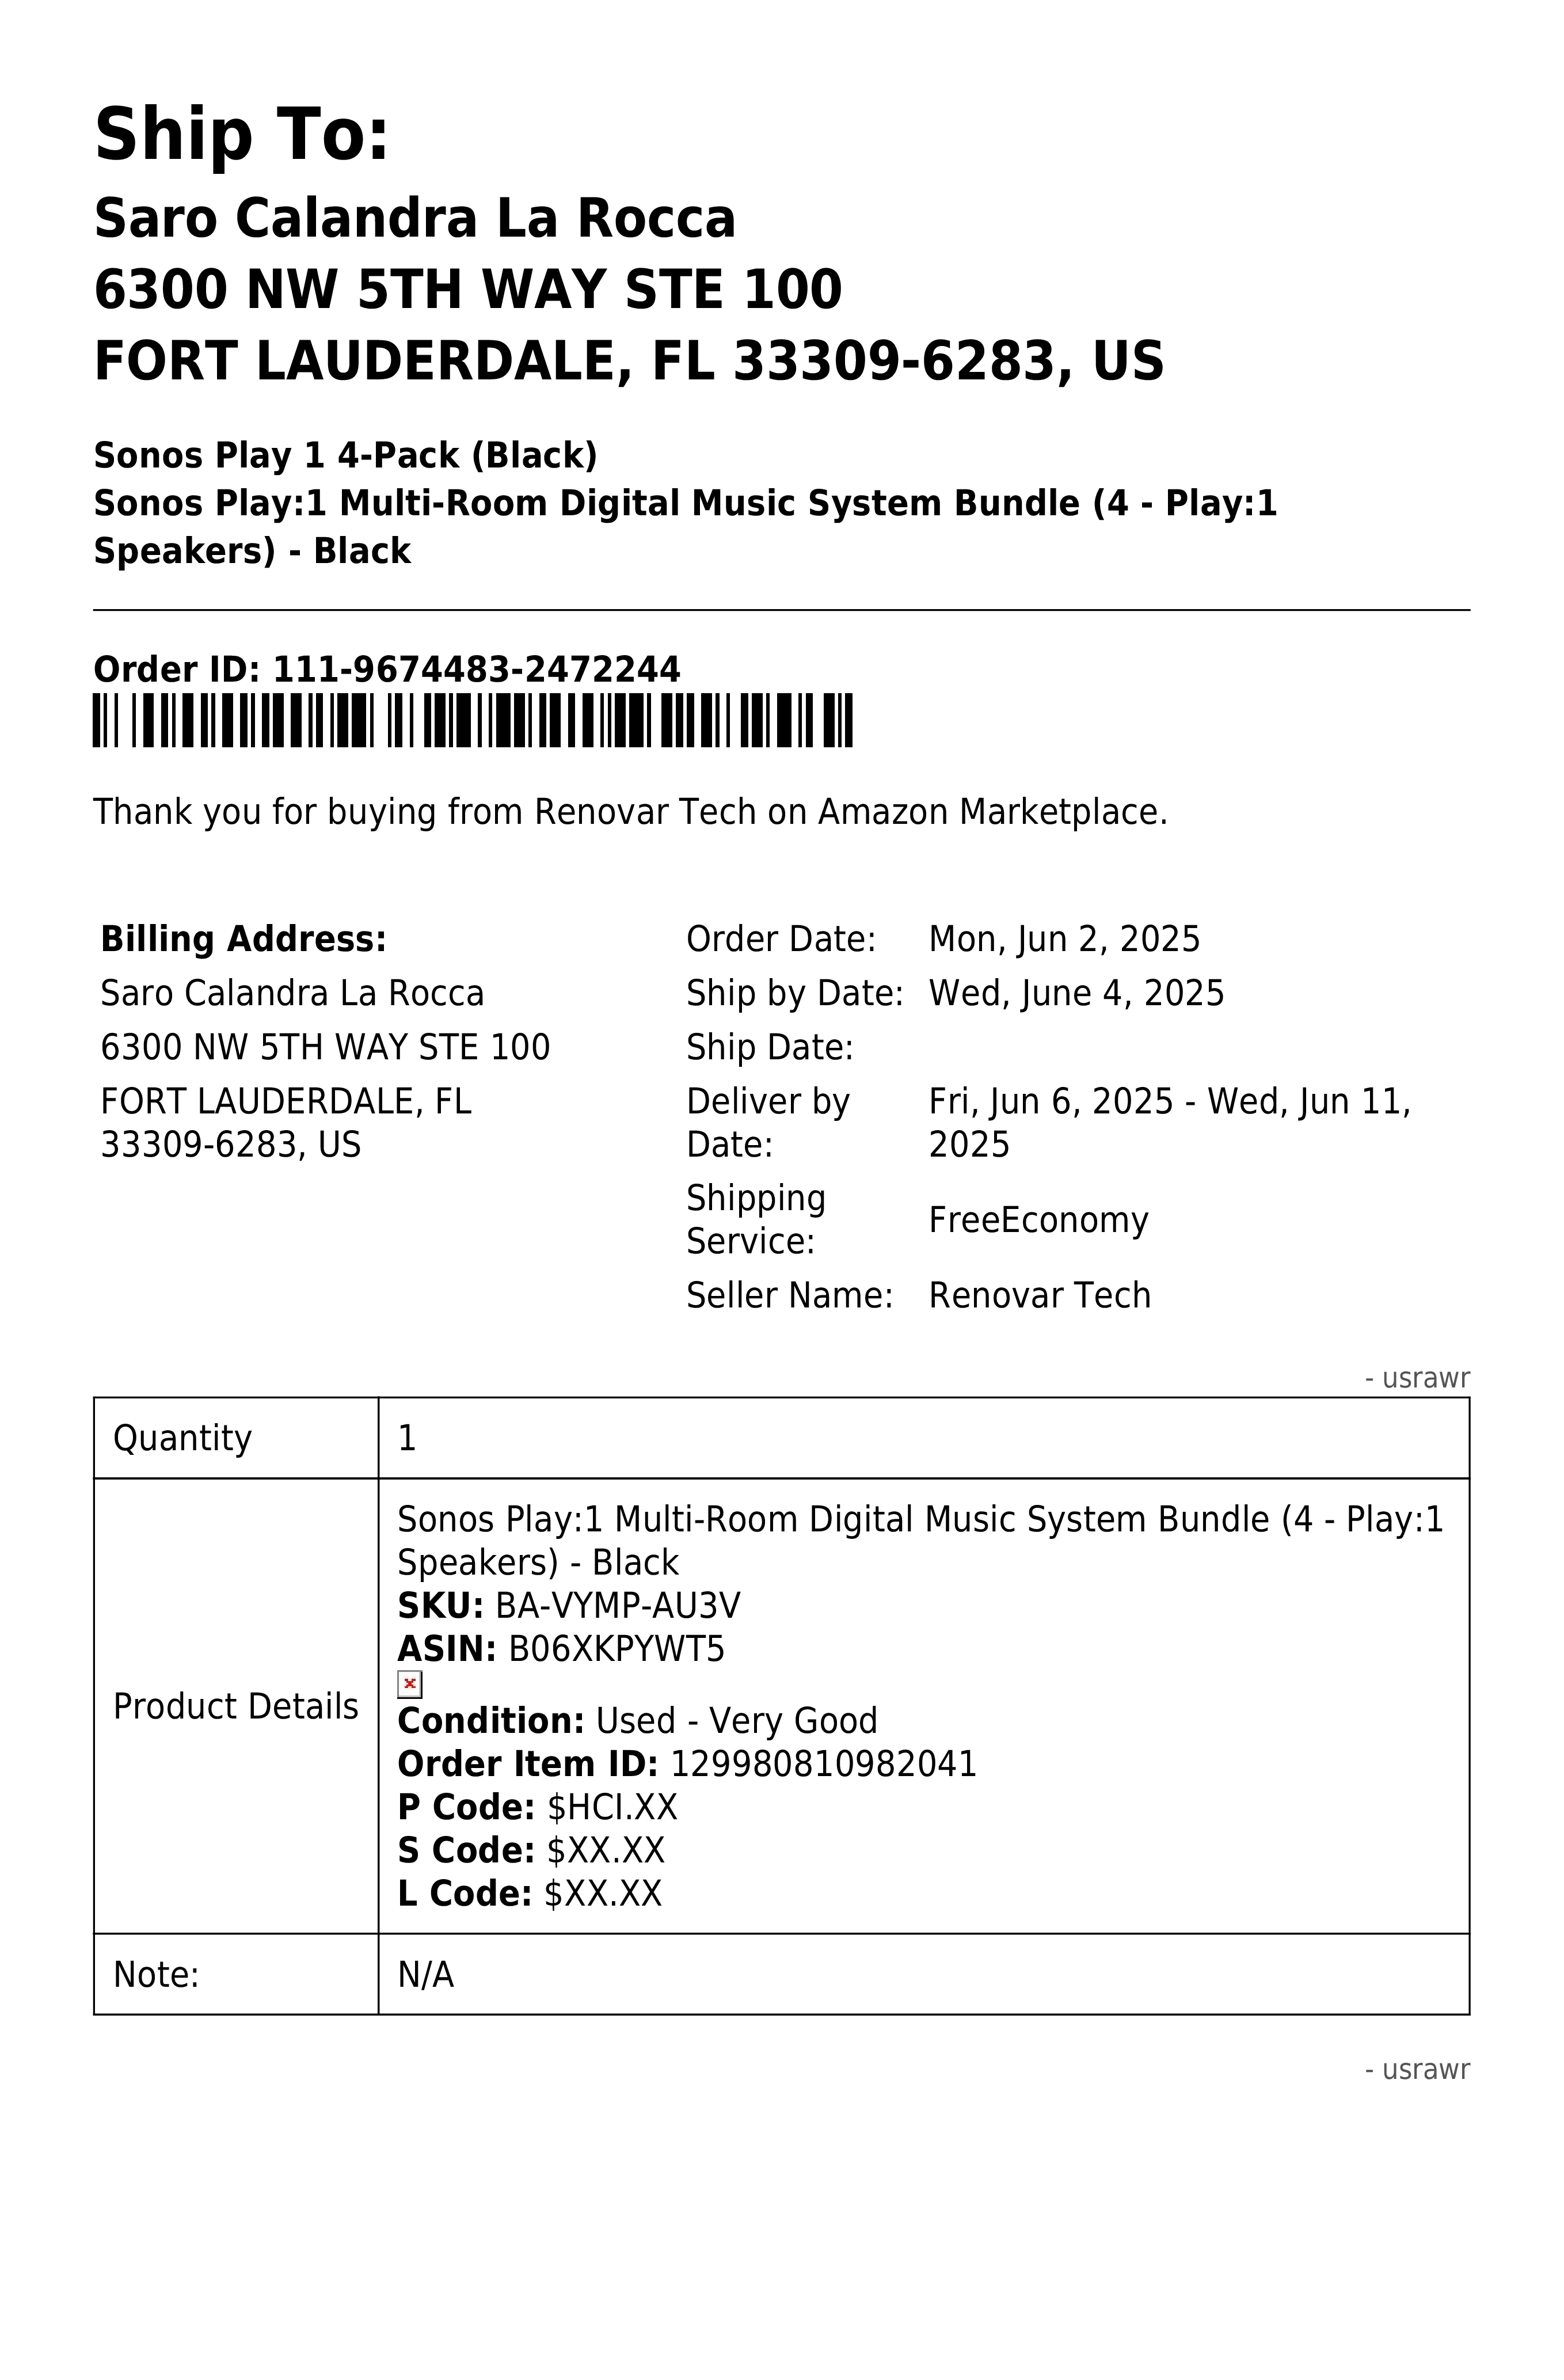 Ship To:
Saro Calandra La Rocca
6300 NW 5TH WAY STE 100
FORT LAUDERDALE, FL 33309-6283, US
Sonos Play 1 4-Pack (Black)
Sonos Play:1 Multi-Room Digital Music System Bundle (4 - Play:1
Speakers) - Black
Order ID: 111-9674483-2472244
Thank you for buying from Renovar Tech on Amazon Marketplace.
Billing Address:
Saro Calandra La Rocca
6300 NW 5TH WAY STE 100
FORT LAUDERDALE, FL
33309-6283, US
Order Date: Mon, Jun 2, 2025
Ship by Date: Wed, June 4, 2025
Ship Date:
Deliver by Fri, Jun 6, 2025 - Wed, Jun 11,
Date: 2025
Shipping
Service: FreeEconomy
Seller Name: Renovar Tech
- usrawr
Quantity 1
Product Details
Sonos Play:1 Multi-Room Digital Music System Bundle (4 - Play:1
Speakers) - Black
SKU: BA-VYMP-AU3V
ASIN: B06XKPYWT5
Condition: Used - Very Good
Order Item ID: 129980810982041
P Code: $HCI.XX
S Code: $XX.XX
L Code: $XX.XX
Note: N/A
- usrawr